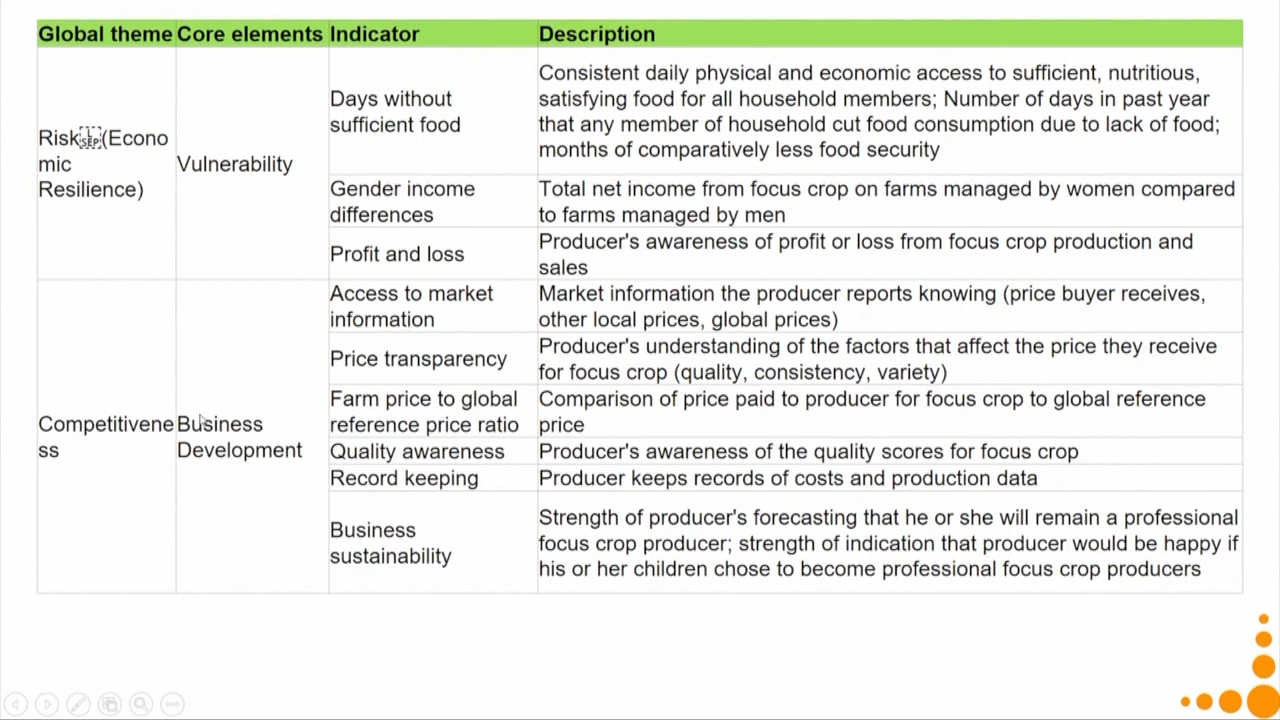 Global theme Core elements Indicator Description
Risk (Econo
mic
Resilience)
Vulnerability
Days without
sufficient food
Consistent daily physical and economic access to sufficient, nutritious,
satisfying food for all household members; Number of days in past year
that any member of household cut food consumption due to lack of food;
months of comparatively less food security
Gender income
differences
Total net income from focus crop on farms managed by women compared
to farms managed by men
Profit and loss
Producer's awareness of profit or loss from focus crop production and
sales
Competitivene
ss
Business
Development
Access to market
information
Market information the producer reports knowing (price buyer receives,
other local prices, global prices)
Price transparency
Producer's understanding of the factors that affect the price they receive
for focus crop (quality, consistency, variety)
Farm price to global
reference price ratio
Comparison of price paid to producer for focus crop to global reference
price
Quality awareness
Producer's awareness of the quality scores for focus crop
Record keeping
Producer keeps records of costs and production data
Business
sustainability
Strength of producer's forecasting that he or she will remain a professional
focus crop producer; strength of indication that producer would be happy if
his or her children chose to become professional focus crop producers